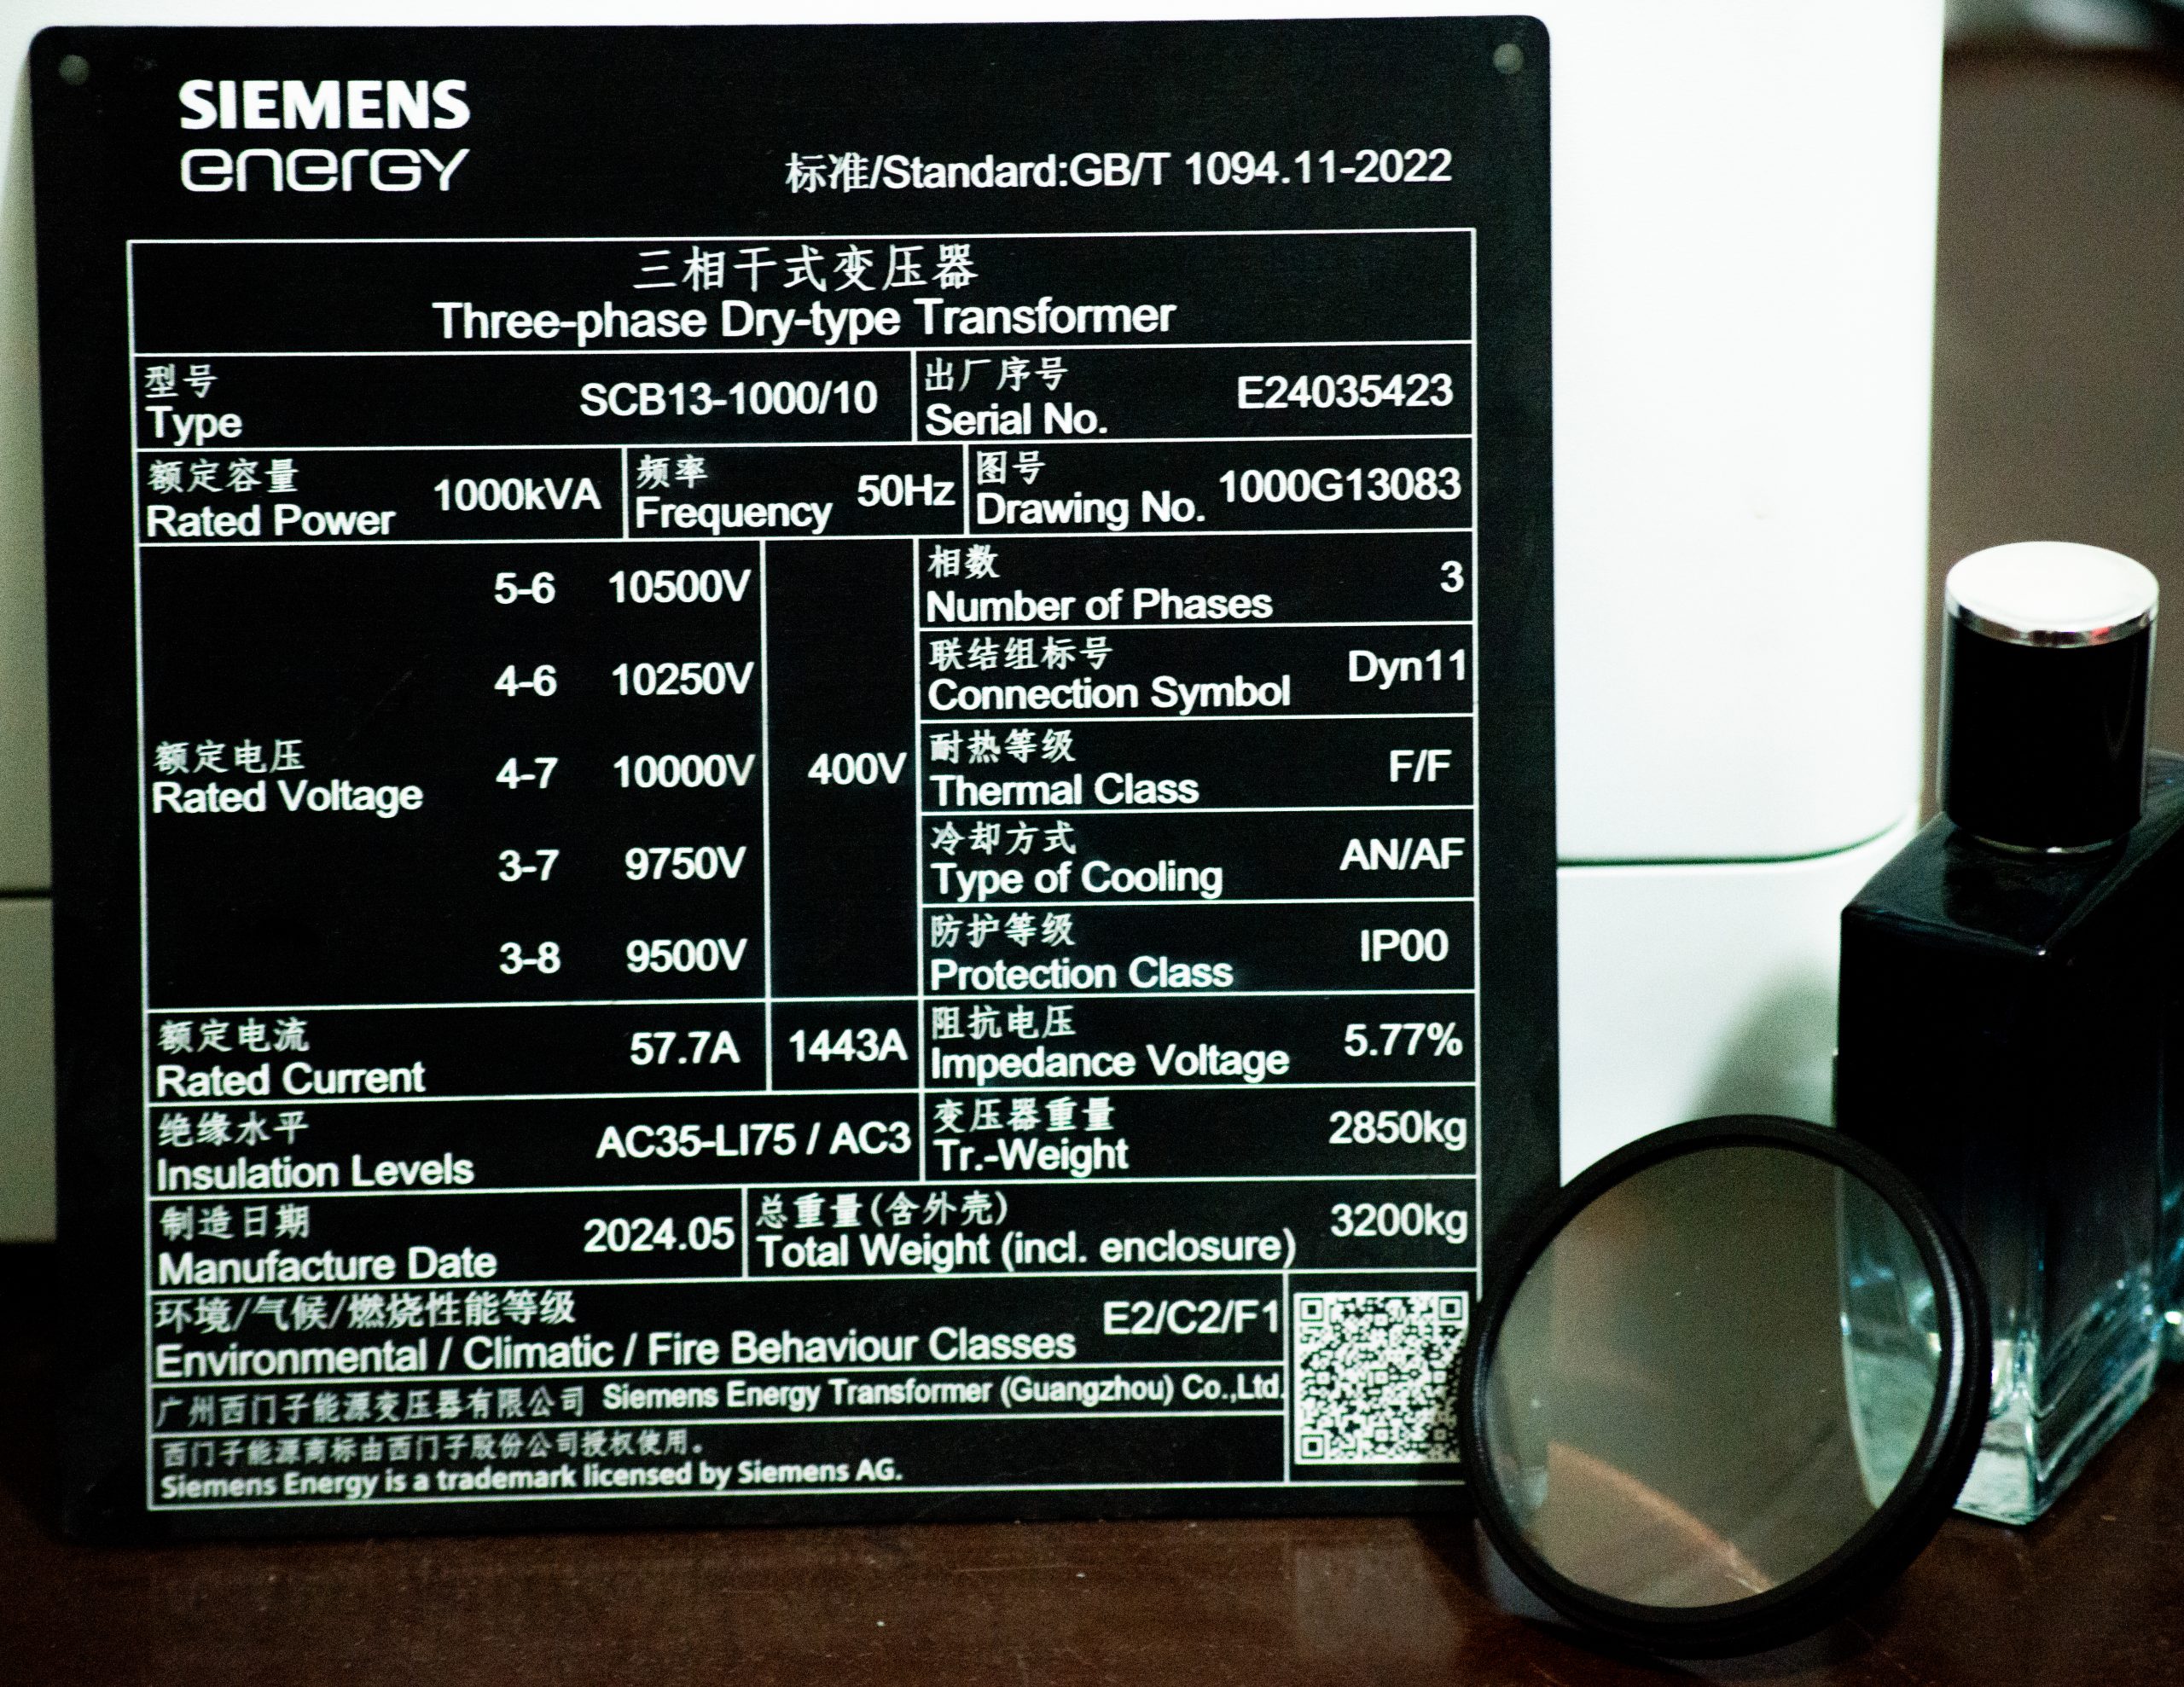 SIEMENS
energy
标准/Standard:GB/T 1094.11-2022
三相干式变压器
Three-phase Dry-type Transformer
型号
Type
SCB13-1000/10
出厂序号
Serial No.
E24035423
额定容量
Rated Power
1000kVA
频率
Frequency
50Hz
图号
Drawing No.
1000G13083
额定电压
Rated Voltage
5-6 10500V
4-6 10250V
4-7 10000V
3-7 9750V
3-8 9500V
400V
相数
Number of Phases
3
联结组标号
Connection Symbol
Dyn11
耐热等级
Thermal Class
F/F
冷却方式
Type of Cooling
AN/AF
防护等级
Protection Class
IP00
额定电流
Rated Current
57.7A
1443A
阻抗电压
Impedance Voltage
5.77%
绝缘水平
Insulation Levels
AC35-LI75 / AC3
变压器重量
Tr.-Weight
2850kg
制造日期
Manufacture Date
2024.05
总重量(含外壳)
Total Weight (incl. enclosure)
3200kg
环境/气候/燃烧性能等级
Environmental / Climatic / Fire Behaviour Classes
E2/C2/F1
广州西门子能源变压器有限公司 Siemens Energy Transformer (Guangzhou) Co.,Ltd.
西门子能源商标由西门子股份公司授权使用。
Siemens Energy is a trademark licensed by Siemens AG.